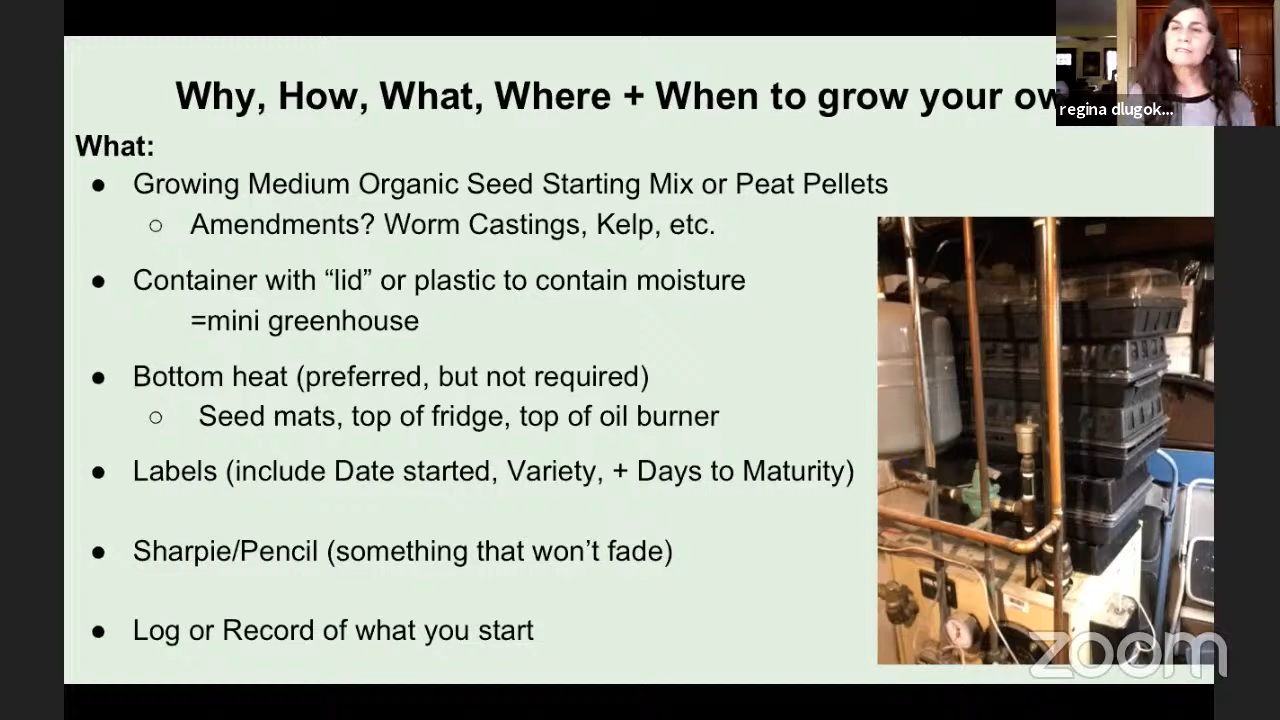 Why, How, What, Where + When to grow your ow
regina dlugok...
What:
● Growing Medium Organic Seed Starting Mix or Peat Pellets
○ Amendments? Worm Castings, Kelp, etc.
● Container with “lid” or plastic to contain moisture
=mini greenhouse
● Bottom heat (preferred, but not required)
○ Seed mats, top of fridge, top of oil burner
● Labels (include Date started, Variety, + Days to Maturity)
● Sharpie/Pencil (something that won’t fade)
● Log or Record of what you start
zoom